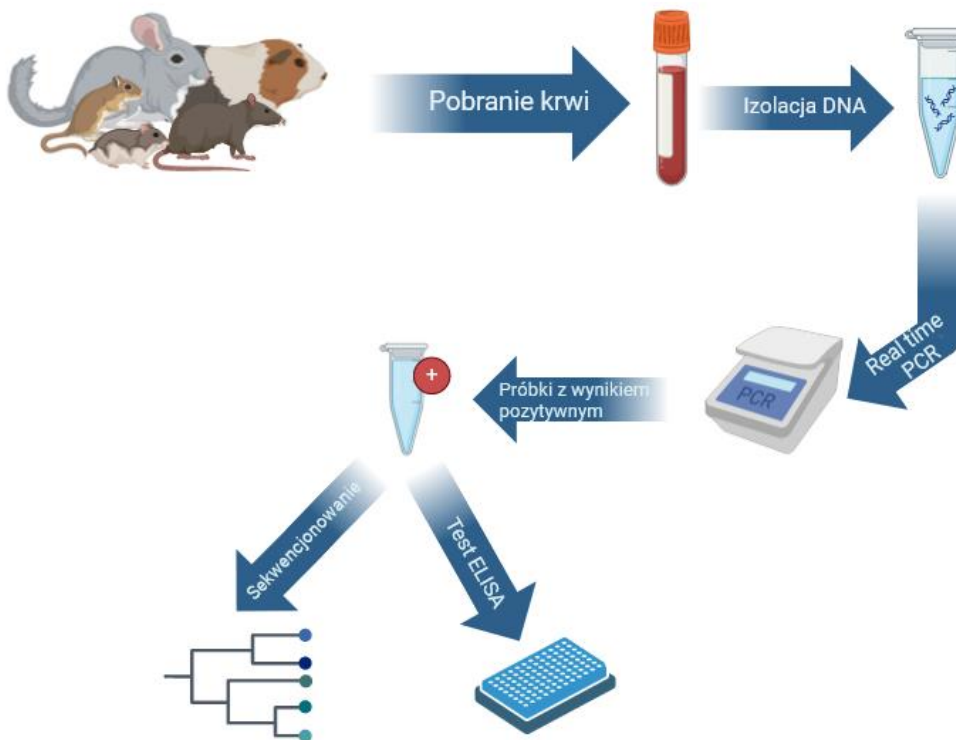 Pobranie krwi
Izolacja DNA
Real time
PCR
PCR
Próbki z wynikiem
pozytywnym
+
Sekwencjonowanie
Test ELISA